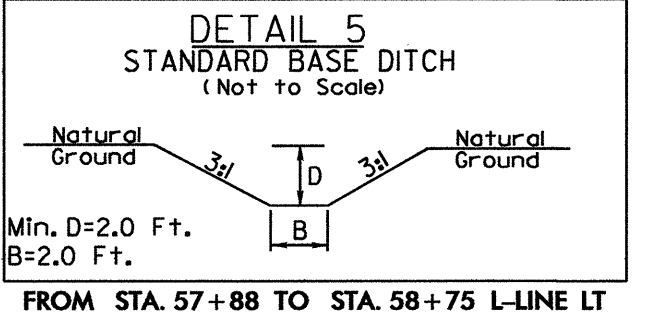 DETAIL 5
STANDARD BASE DITCH
(Not to Scale)
Natural
Ground
3:1
D
3:1
Natural
Ground
Min. D=2.0 Ft.
B
B=2.0 Ft.
FROM STA. 57+88 TO STA. 58+75 L-LINE LT